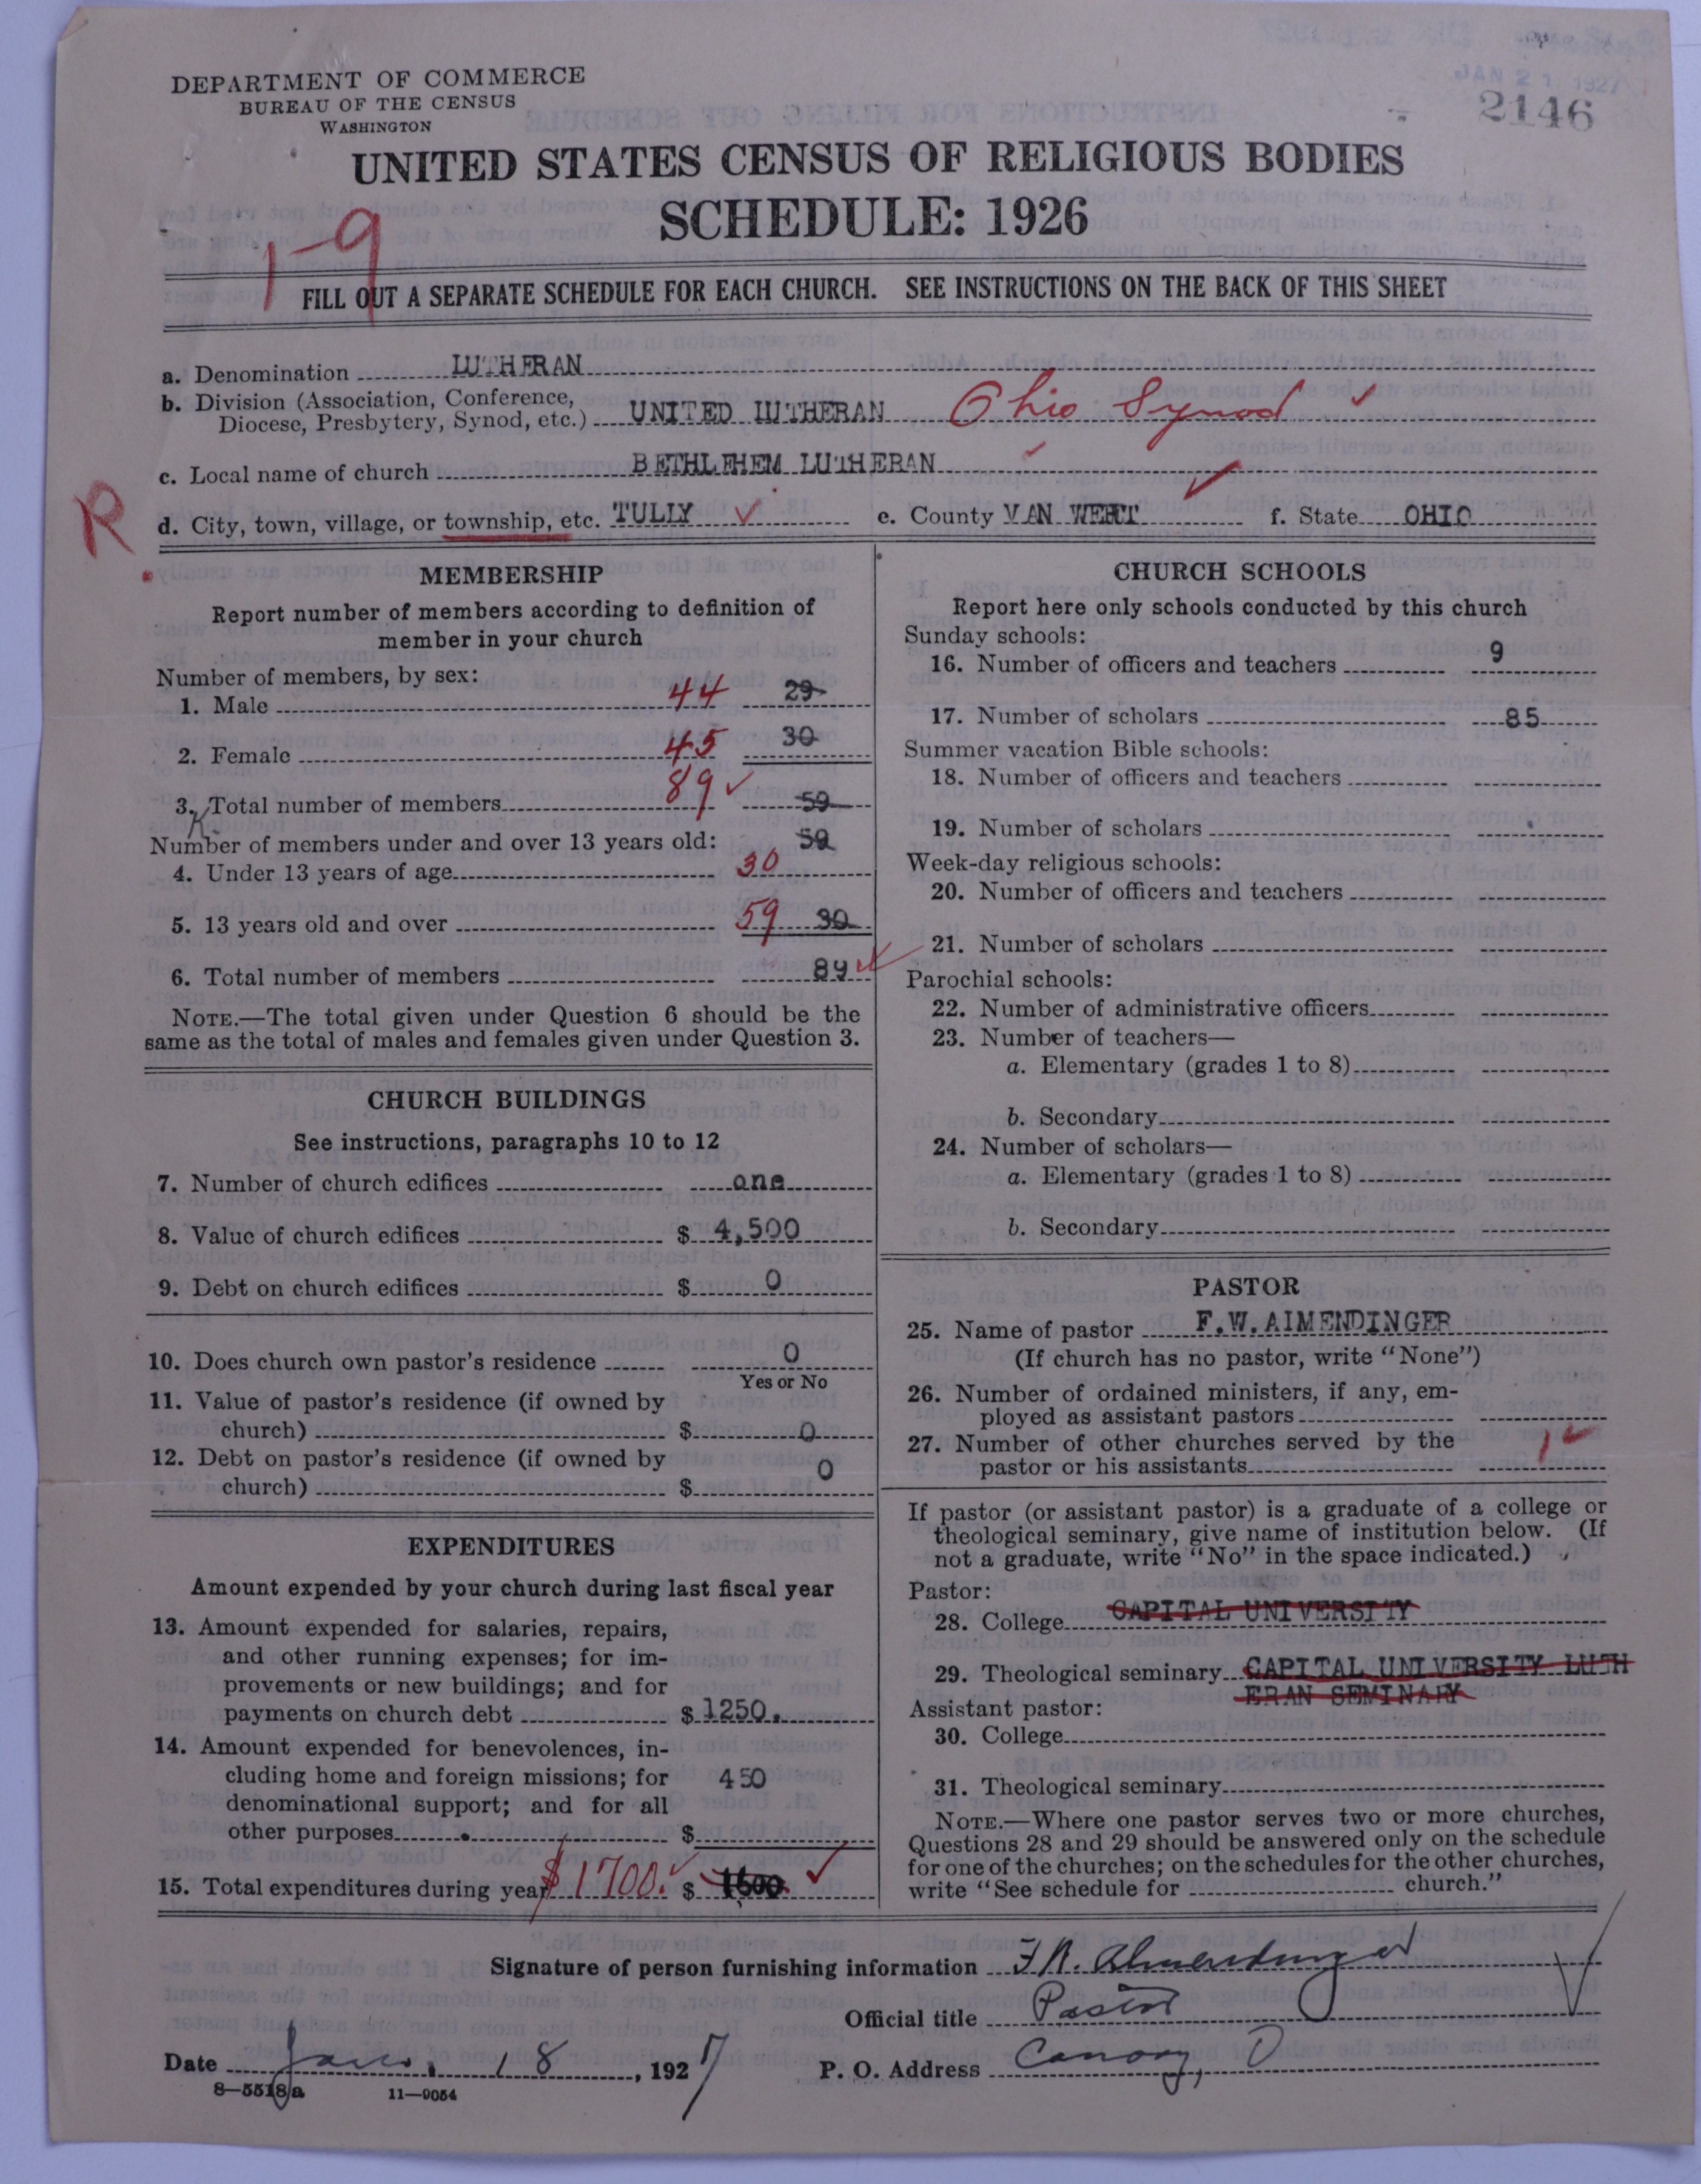 JAN 21 1927
2146
DEPARTMENT OF COMMERCE
BUREAU OF THE CENSUS
WASHINGTON
UNITED STATES CENSUS OF RELIGIOUS BODIES
SCHEDULE: 1926
1-9
FILL OUT A SEPARATE SCHEDULE FOR EACH CHURCH. SEE INSTRUCTIONS ON THE BACK OF THIS SHEET
a. Denomination LUTHERAN
b. Division (Association, Conference,
Diocese, Presbytery, Synod, etc.) UNITED LUTHERAN Ohio Synod
c. Local name of church BETHLEHEM LUTHERAN
R
d. City, town, village, or township, etc. TULLY e. County VAN WERT f. State OHIO
MEMBERSHIP
Report number of members according to definition of
member in your church
Number of members, by sex:
1. Male 44 29
2. Female 45 30
3. Total number of members 89 59
Number of members under and over 13 years old: 59
4. Under 13 years of age 30
5. 13 years old and over 59 30
6. Total number of members 89
NOTE.—The total given under Question 6 should be the
same as the total of males and females given under Question 3.
CHURCH BUILDINGS
See instructions, paragraphs 10 to 12
7. Number of church edifices one
8. Value of church edifices $ 4,500
9. Debt on church edifices $ 0
10. Does church own pastor's residence 0
Yes or No
11. Value of pastor's residence (if owned by
church) $ 0
12. Debt on pastor's residence (if owned by
church) $ 0
EXPENDITURES
Amount expended by your church during last fiscal year
13. Amount expended for salaries, repairs,
and other running expenses; for im-
provements or new buildings; and for
payments on church debt $ 1250.
14. Amount expended for benevolences, in-
cluding home and foreign missions; for 450
denominational support; and for all
other purposes $
15. Total expenditures during year $1700. $ 1600
CHURCH SCHOOLS
Report here only schools conducted by this church
Sunday schools:
16. Number of officers and teachers 9
17. Number of scholars 85
Summer vacation Bible schools:
18. Number of officers and teachers
19. Number of scholars
Week-day religious schools:
20. Number of officers and teachers
21. Number of scholars
Parochial schools:
22. Number of administrative officers
23. Number of teachers—
a. Elementary (grades 1 to 8)
b. Secondary
24. Number of scholars—
a. Elementary (grades 1 to 8)
b. Secondary
PASTOR
25. Name of pastor F.W.AIMENDINGER
(If church has no pastor, write "None")
26. Number of ordained ministers, if any, em-
ployed as assistant pastors
27. Number of other churches served by the 1
pastor or his assistants
If pastor (or assistant pastor) is a graduate of a college or
theological seminary, give name of institution below. (If
not a graduate, write "No" in the space indicated.)
Pastor:
28. College CAPITAL UNIVERSITY
29. Theological seminary CAPITAL UNIVERSITY LUTH
ERAN SEMINARY
Assistant pastor:
30. College
31. Theological seminary
NOTE.—Where one pastor serves two or more churches,
Questions 28 and 29 should be answered only on the schedule
for one of the churches; on the schedules for the other churches,
write "See schedule for church."
Signature of person furnishing information F.W. Almendinger
Official title Pastor
Date Janu. 18, 1927 P. O. Address Convoy, O
8—5518a 11—9054